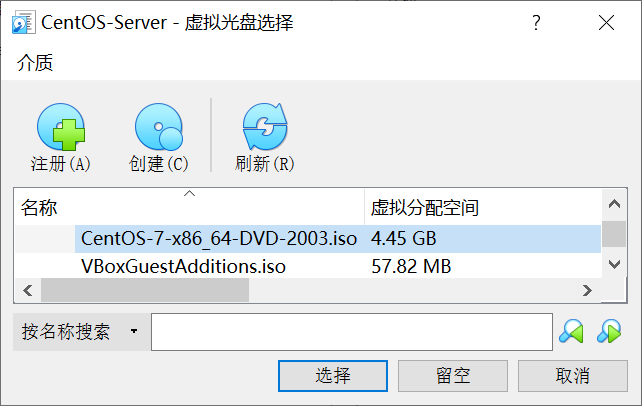 CentOS-Server - 虚拟光盘选择
介质
注册(A) 创建(C) 刷新(R)
名称 虚拟分配空间
CentOS-7-x86_64-DVD-2003.iso 4.45 GB
VBoxGuestAdditions.iso 57.82 MB
按名称搜索
选择 留空 取消